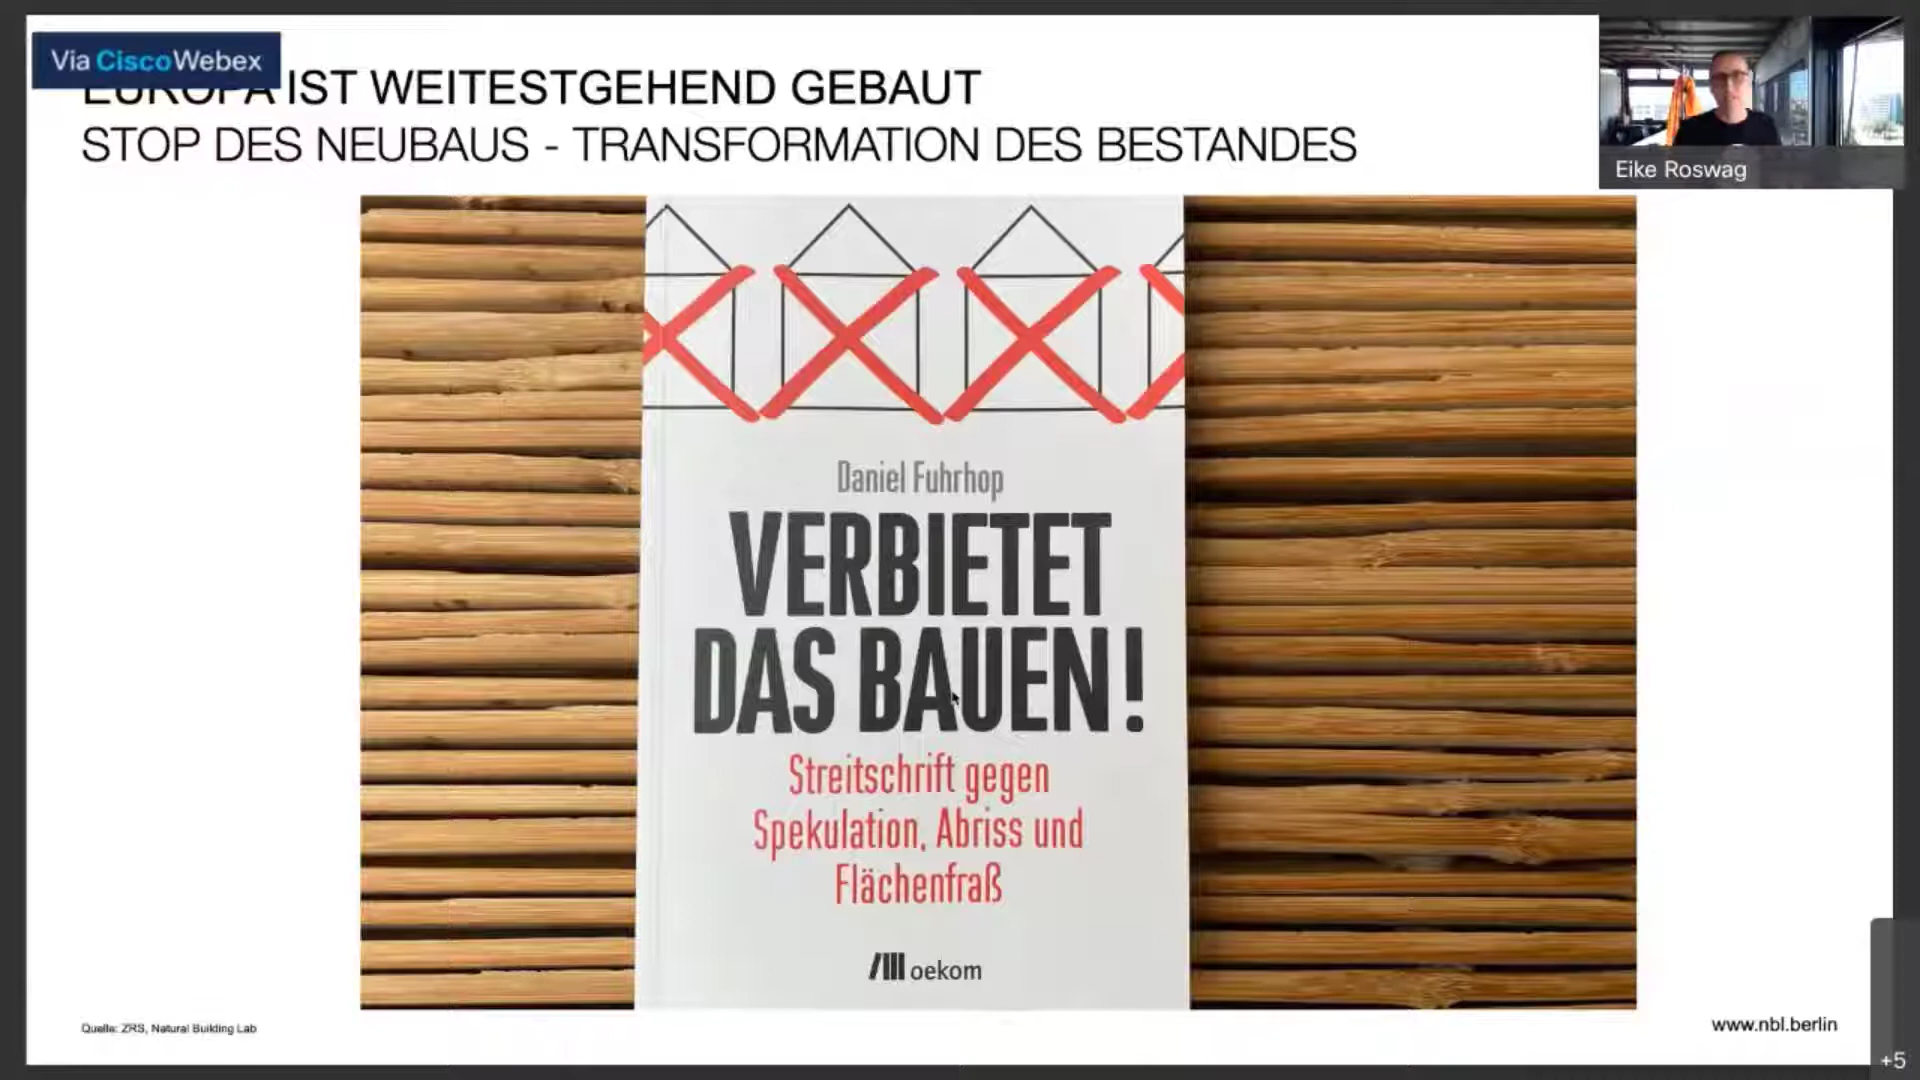 Via CiscoWebex
EUROPA IST WEITESTGEHEND GEBAUT
STOP DES NEUBAUS - TRANSFORMATION DES BESTANDES
Eike Roswag
Daniel Fuhrhop
VERBIETET
DAS BAUEN!
Streitschrift gegen
Spekulation, Abriss und
Flächenfraß
oekom
Quelle: ZRS, Natural Building Lab
www.nbl.berlin
+5